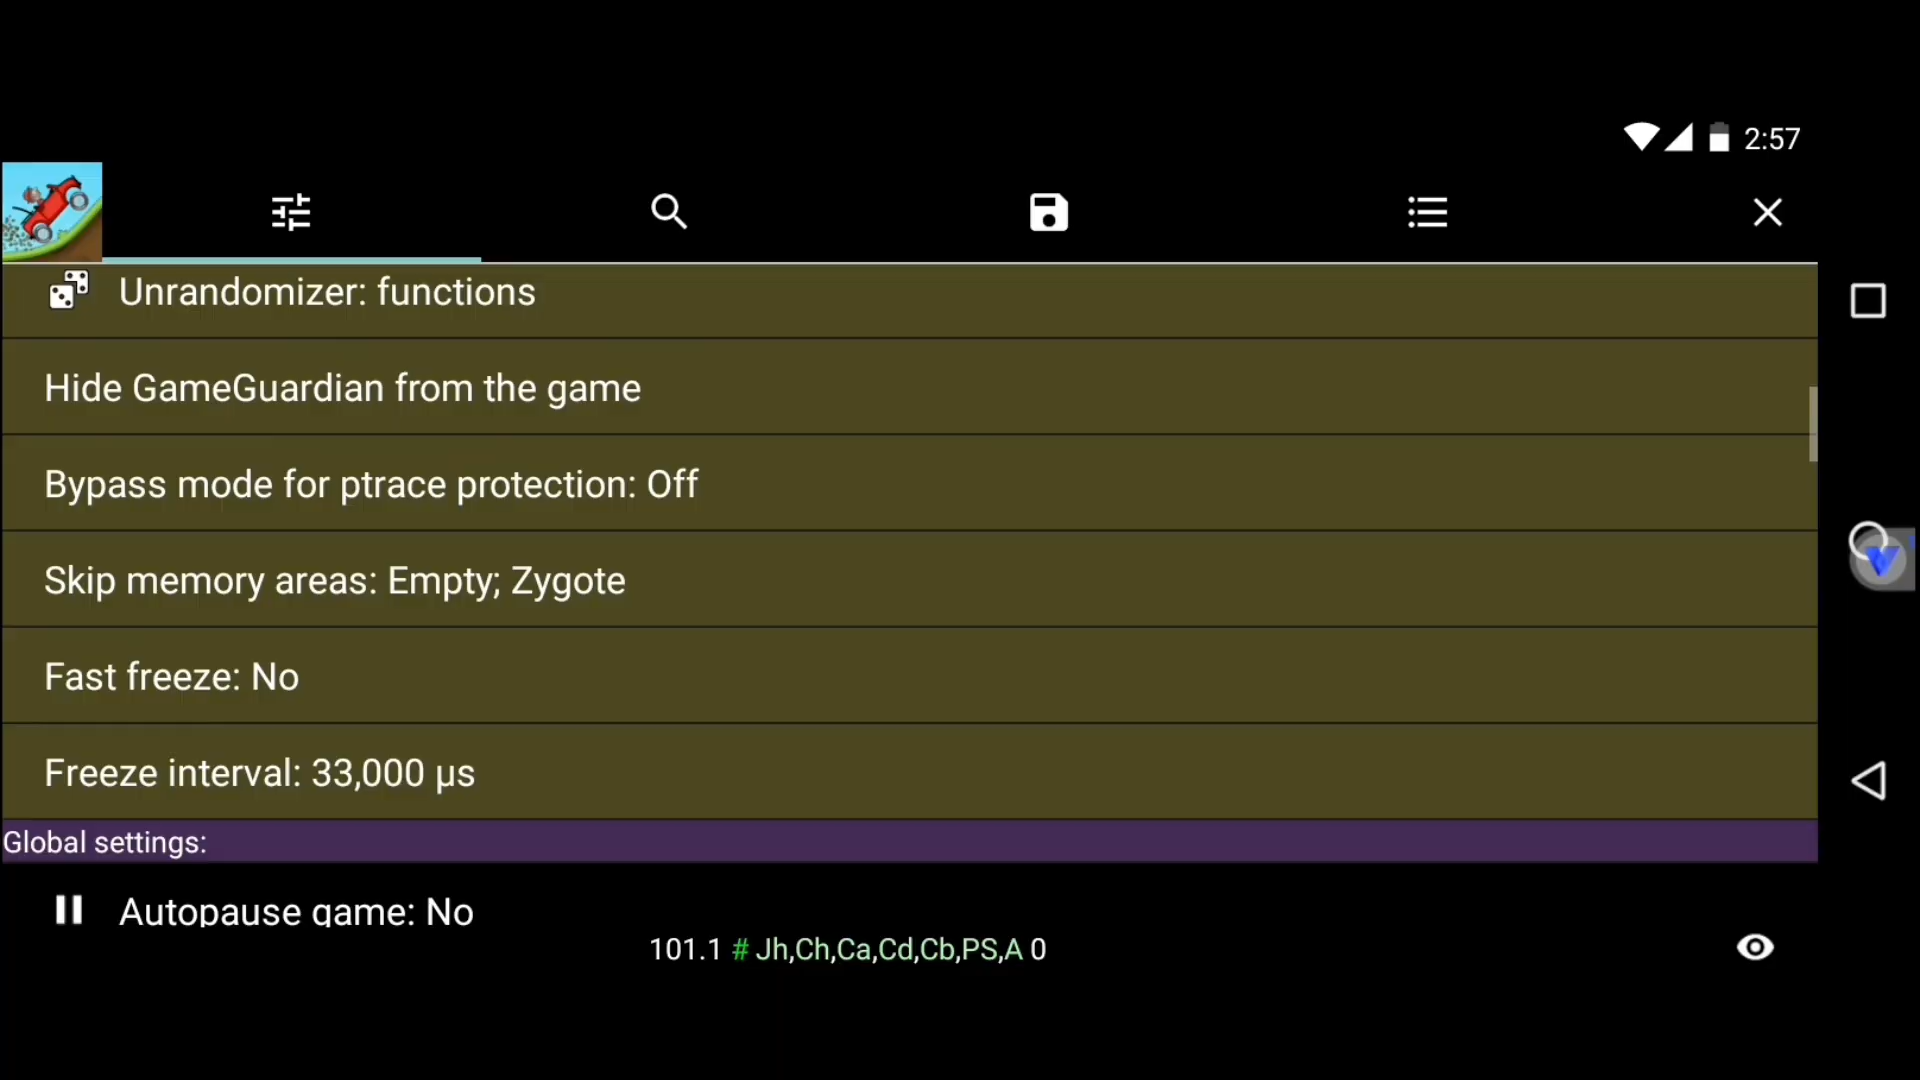 2:57
Unrandomizer: functions
Hide GameGuardian from the game
Bypass mode for ptrace protection: Off
Skip memory areas: Empty; Zygote
Fast freeze: No
Freeze interval: 33,000 µs
Global settings:
Autopause game: No
101.1 # Jh,Ch,Ca,Cd,Cb,PS,A 0